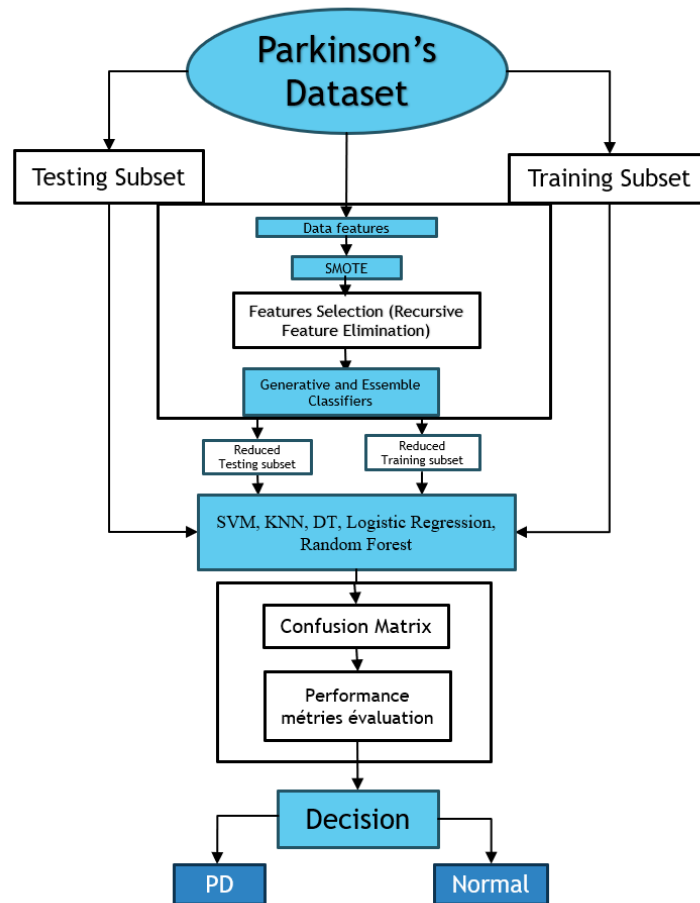 Parkinson's
Dataset
Testing Subset
Training Subset
Data features
SMOTE
Features Selection (Recursive
Feature Elimination)
Generative and Essemble
Classifiers
Reduced
Testing subset
Reduced
Training subset
SVM, KNN, DT, Logistic Regression,
Random Forest
Confusion Matrix
Performance
métries évaluation
Decision
PD
Normal